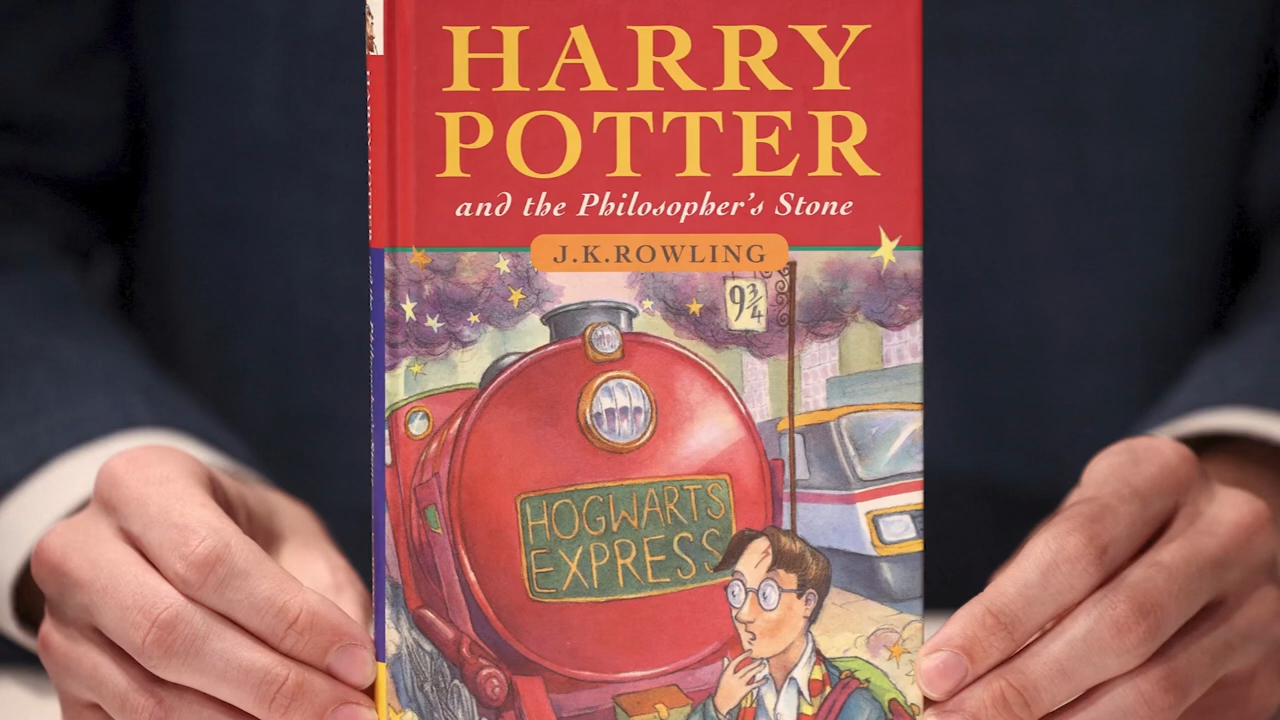 HARRY
POTTER
and the Philosopher's Stone
J.K.ROWLING
9¾
HOGWARTS
EXPRESS